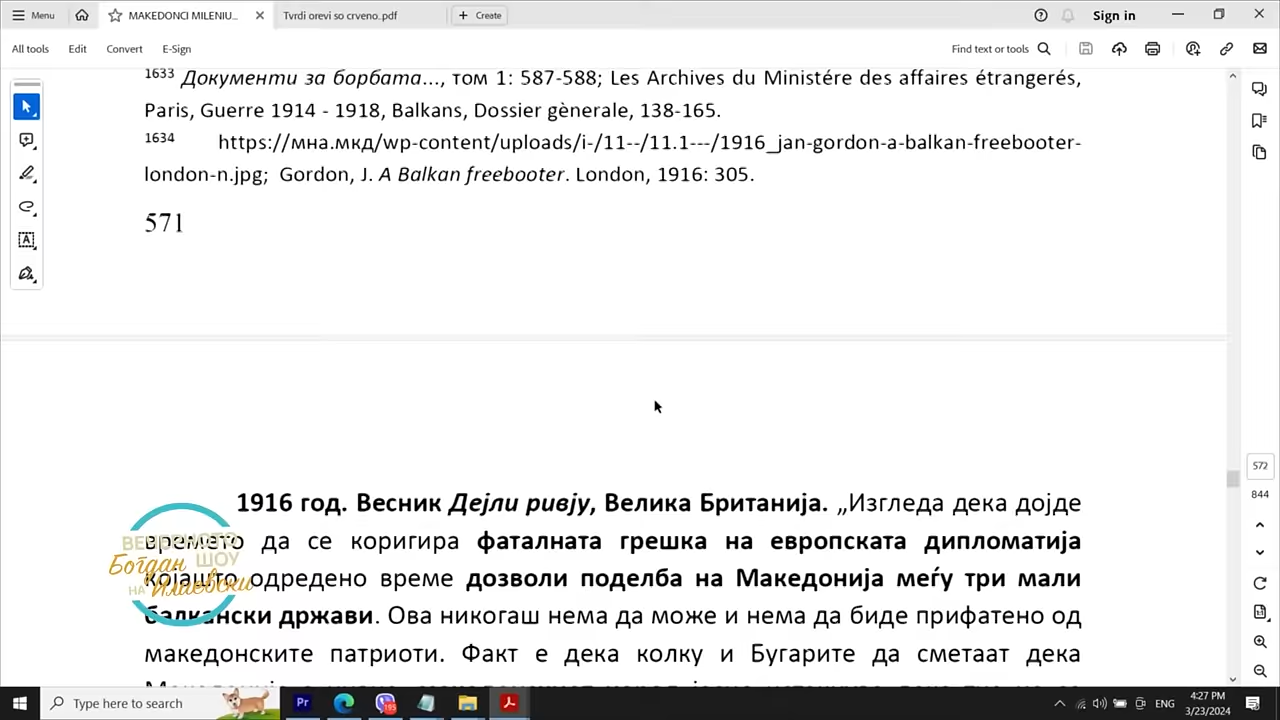 Menu
MAKEDONCI MILENIU...
Tvrdi orevi so crveno..pdf
Create
Sign in
All tools
Edit
Convert
E-Sign
Find text or tools
1633 Документи за борбата..., том 1: 587-588; Les Archives du Ministére des affaires étrangerés,
Paris, Guerre 1914 - 1918, Balkans, Dossier gènerale, 138-165.
1634 https://мна.мкд/wp-content/uploads/i-/11--/11.1---/1916_jan-gordon-a-balkan-freebooter-
london-n.jpg; Gordon, J. A Balkan freebooter. London, 1916: 305.
571
1916 год. Весник Дејли ривју, Велика Британија. „Изгледа дека дојде
времето да се коригира фаталната грешка на европската дипломатија
којашто одредено време дозволи поделба на Македонија меѓу три мали
балкански држави. Ова никогаш нема да може и нема да биде прифатено од
македонските патриоти. Факт е дека колку и Бугарите да сметаат дека
ВЕЧЕРНОТО
ШОУ
НА
Богдан
Илиевски
572
844
Type here to search
Pr
195
ENG
4:27 PM
3/23/2024